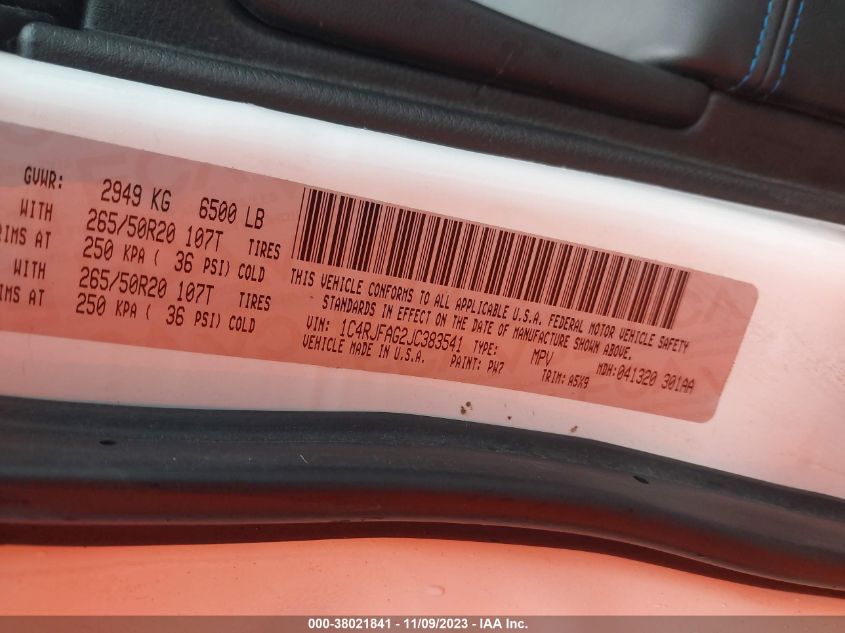 GVWR: 2949 KG 6500 LB
WITH 265/50R20 107T TIRES
RIMS AT 250 KPA ( 36 PSI) COLD
WITH 265/50R20 107T TIRES
IMS AT 250 KPA ( 36 PSI) COLD
THIS VEHICLE CONFORMS TO ALL APPLICABLE U.S.A. FEDERAL MOTOR VEHICLE SAFETY
STANDARDS IN EFFECT ON THE DATE OF MANUFACTURE SHOWN ABOVE.
VIN: 1C4RJFAG2JC383541 TYPE: MPV MDH:041320 301AA
VEHICLE MADE IN U.S.A. PAINT: PW7 TRIM: A5X9
000-38021841 - 11/09/2023 - IAA Inc.